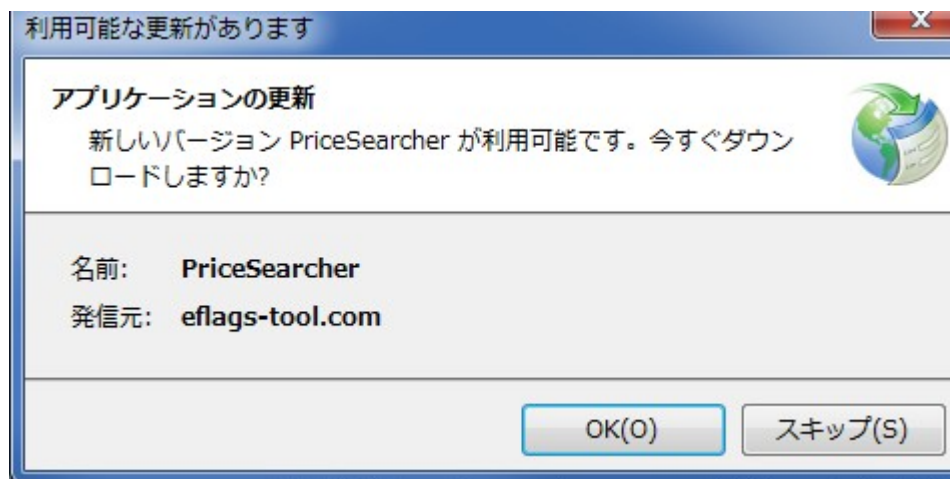 利用可能な更新があります
アプリケーションの更新
新しいバージョン PriceSearcher が利用可能です。今すぐダウン
ロードしますか?
名前: PriceSearcher
発信元: eflags-tool.com
OK(O) スキップ(S)